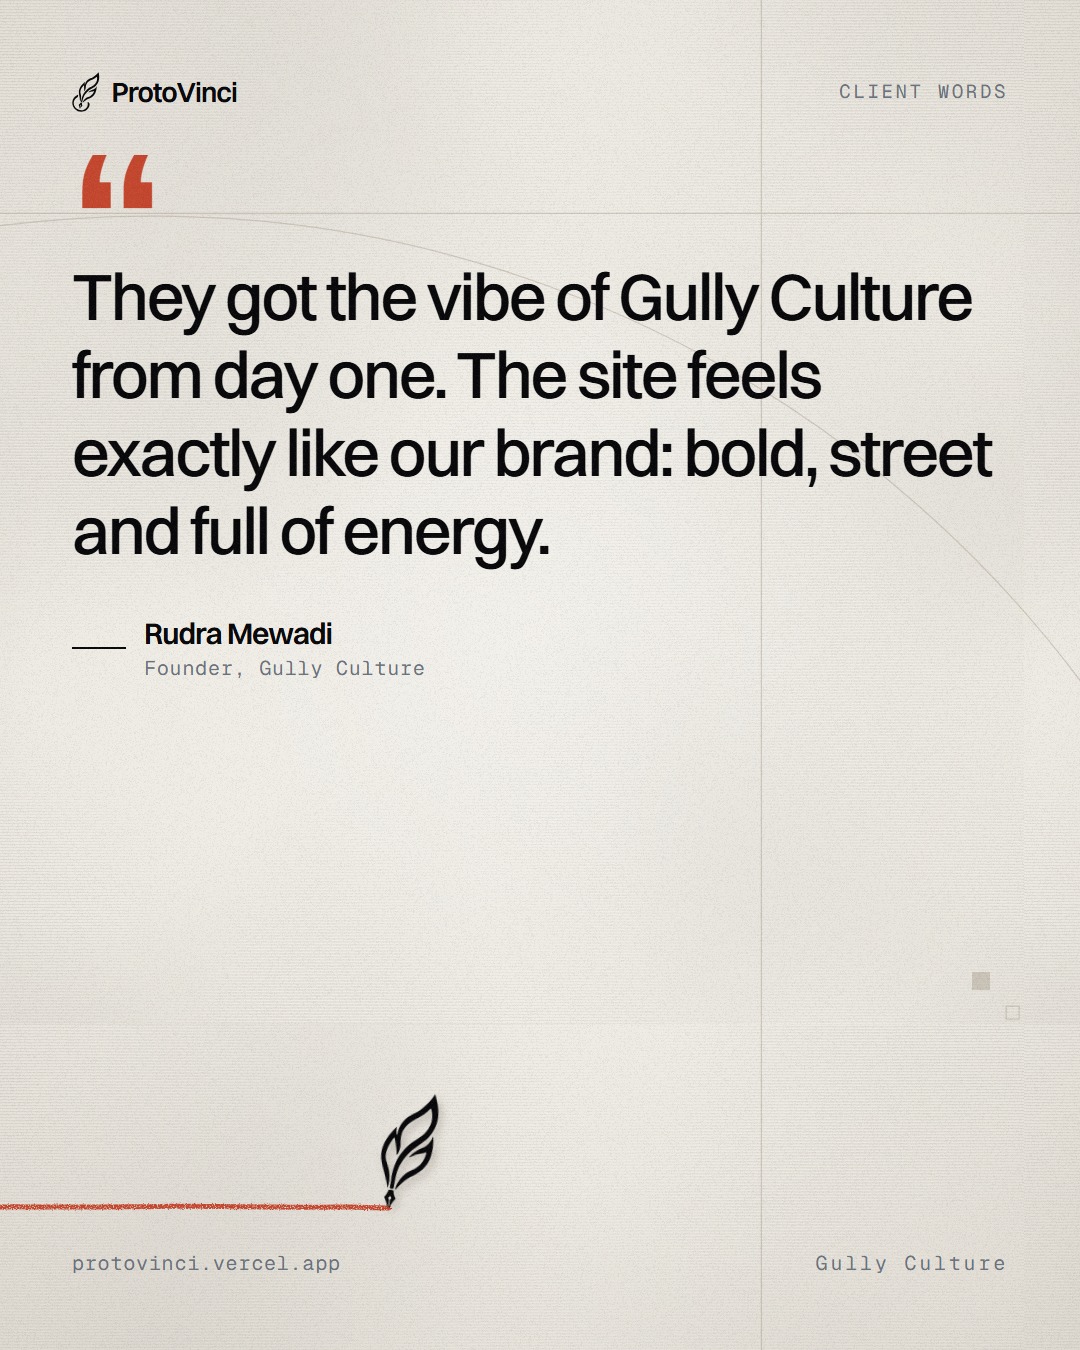 ProtoVinci
CLIENT WORDS
“
They got the vibe of Gully Culture
from day one. The site feels
exactly like our brand: bold, street
and full of energy.
Rudra Mewadi
Founder, Gully Culture
protovinci.vercel.app
Gully Culture